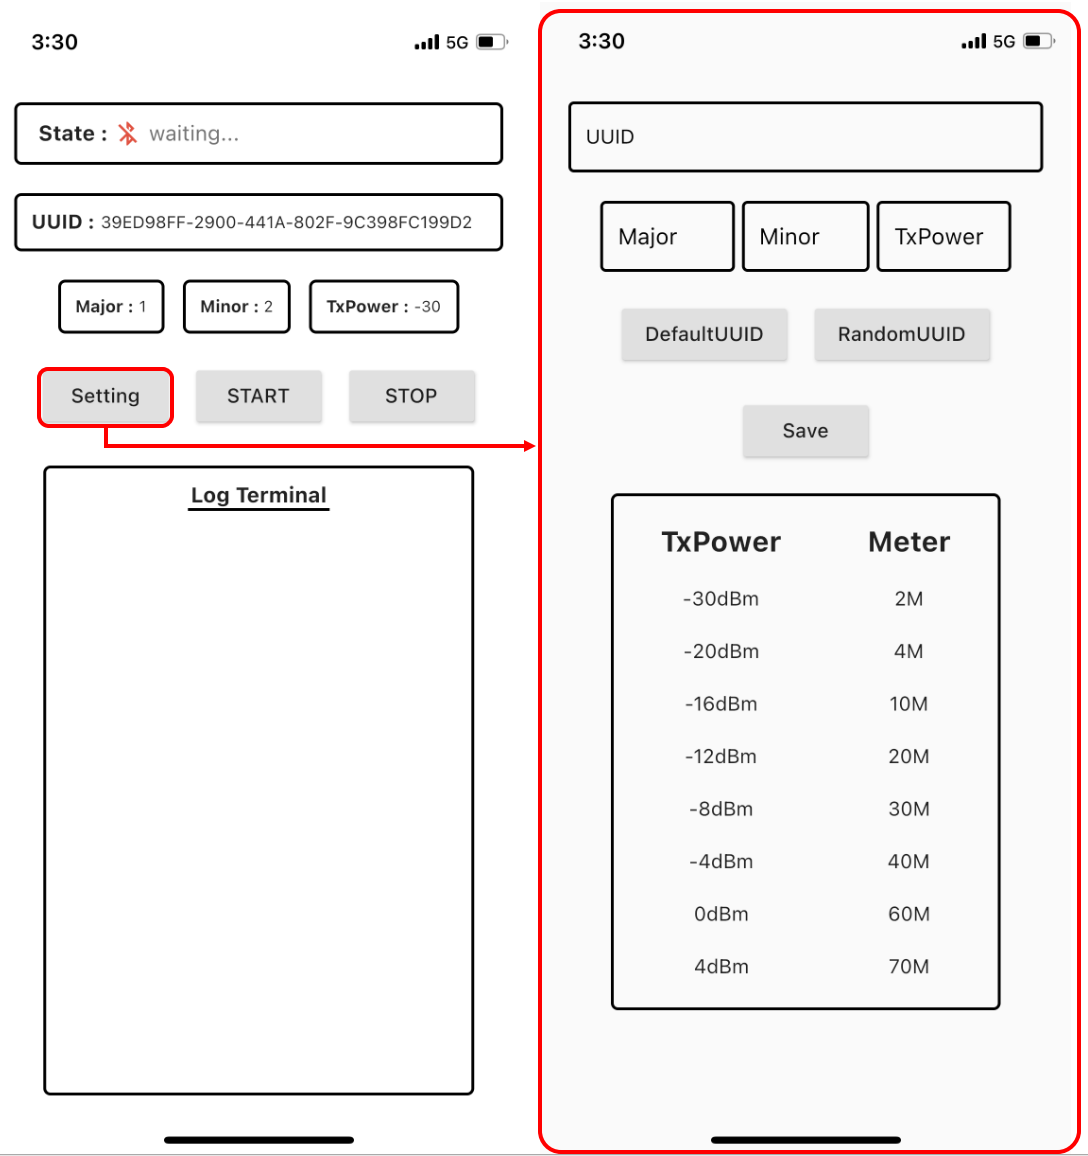 3:30
5G
State : waiting...
UUID : 39ED98FF-2900-441A-802F-9C398FC199D2
Major : 1
Minor : 2
TxPower : -30
Setting
START
STOP
Log Terminal
3:30
5G
UUID
Major
Minor
TxPower
DefaultUUID
RandomUUID
Save
TxPower Meter
-30dBm 2M
-20dBm 4M
-16dBm 10M
-12dBm 20M
-8dBm 30M
-4dBm 40M
0dBm 60M
4dBm 70M